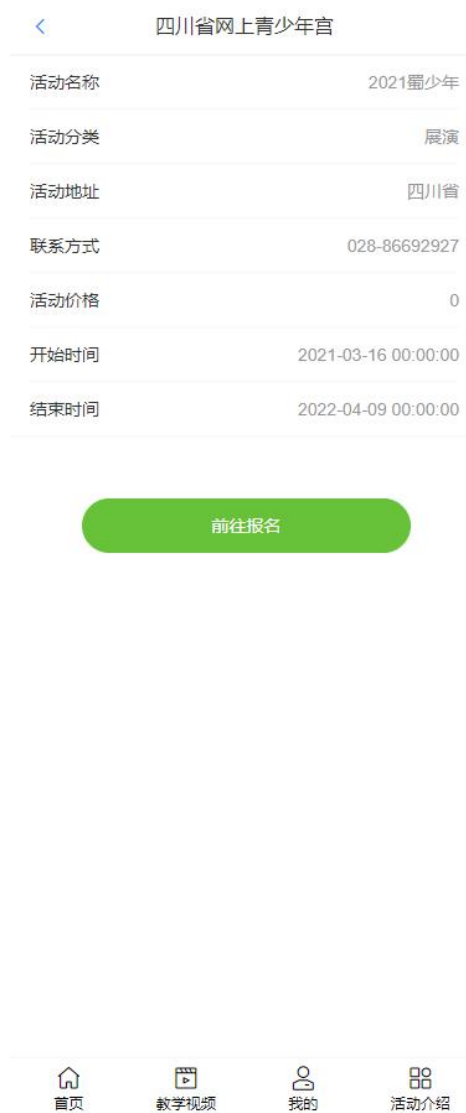 四川省网上青少年宫
活动名称 2021蜀少年
活动分类 展演
活动地址 四川省
联系方式 028-86692927
活动价格 0
开始时间 2021-03-16 00:00:00
结束时间 2022-04-09 00:00:00
前往报名
首页 教学视频 我的 活动介绍